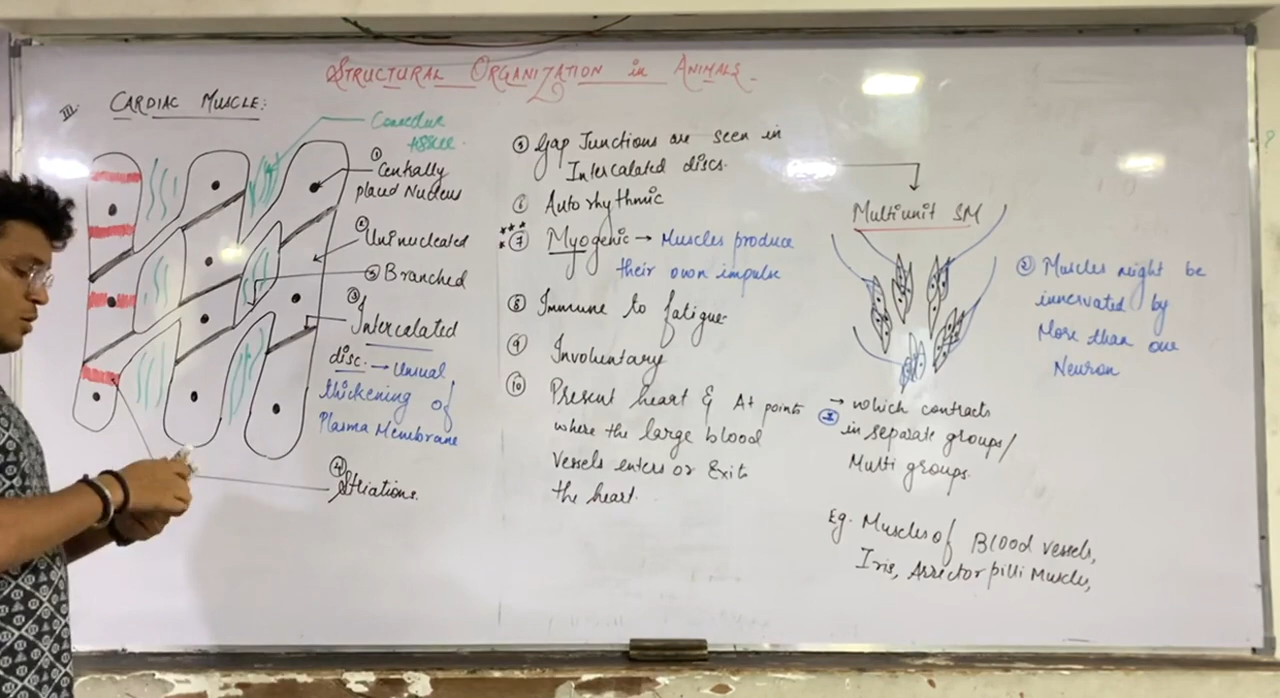 STRUCTURAL ORGANIZATION in ANIMALS.
III. CARDIAC MUSCLE:
Connective
tissue.
① Centrally
placed Nucleus
② Uninucleated
⑤ Branched
③ Intercalated
disc. → Unusual
thickening of
Plasma Membrane
④ Striations.
⑤ Gap Junctions are seen in
Intercalated discs.
⑥ Autorhythmic
*** * ⑦ Myogenic → Muscles produce
their own impulse
⑧ Immune to fatigue
⑨ Involuntary
⑩ Present heart & At points
where the large blood
Vessels enters or Exit
the heart.
Multiunit SM
② Muscles might be
innervated by
More than one
Neuron
→ which contracts
① in separate groups/
Multi groups.
Eg. Muscles of Blood vessels,
Iris, Arrector pilli Muscle,